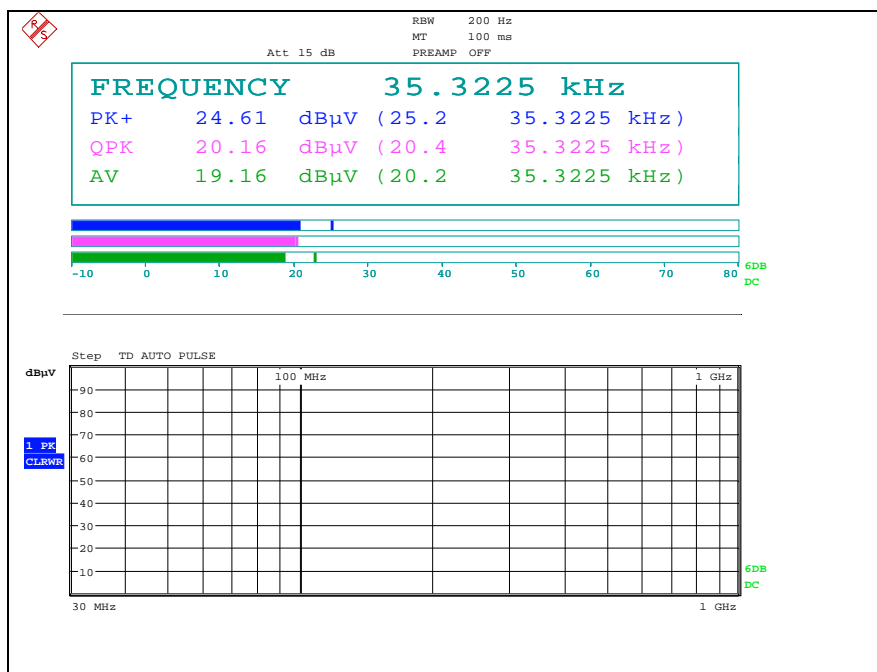 R S
RBW 200 Hz
MT 100 ms
Att 15 dB PREAMP OFF
FREQUENCY 35.3225 kHz
PK+ 24.61 dBµV (25.2 35.3225 kHz)
QPK 20.16 dBµV (20.4 35.3225 kHz)
AV 19.16 dBµV (20.2 35.3225 kHz)
-10 0 10 20 30 40 50 60 70 80
6DB
DC
Step TD AUTO PULSE
dBµV
100 MHz 1 GHz
90
80
70
1 PK
CLRWR
60
50
40
30
20
10
6DB
DC
30 MHz 1 GHz